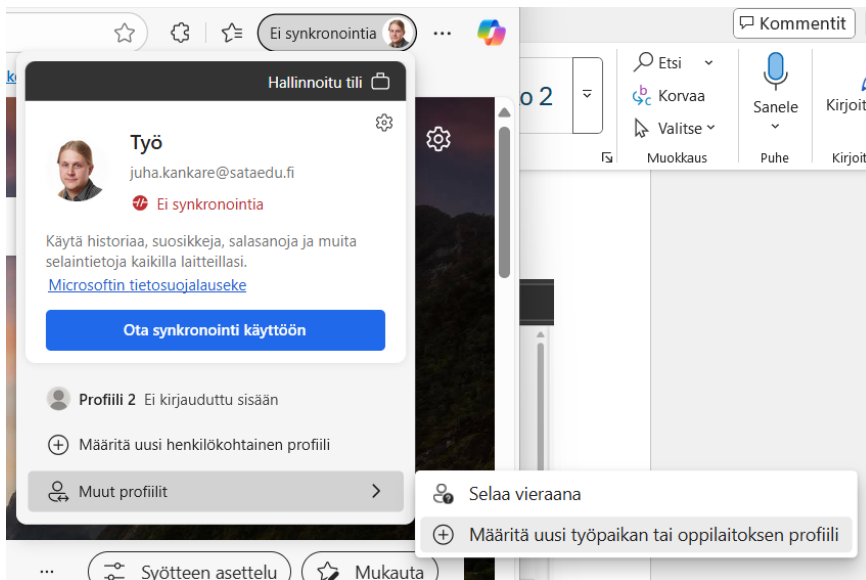 Ei synkronointia
Kommentit
Hallinnoitu tili
Työ
juha.kankare@sataedu.fi
Ei synkronointia
Käytä historiaa, suosikkeja, salasanoja ja muita
selaintietoja kaikilla laitteillasi.
Microsoftin tietosuojalauseke
Ota synkronointi käyttöön
Profiili 2 Ei kirjauduttu sisään
Määritä uusi henkilökohtainen profiili
Muut profiilit
Selaa vieraana
Määritä uusi työpaikan tai oppilaitoksen profiili
Syötteen asettelu
Mukauta
o 2
Etsi
Korvaa
Valitse
Muokkaus
Sanele
Puhe
Kirjoit
Kirjoit